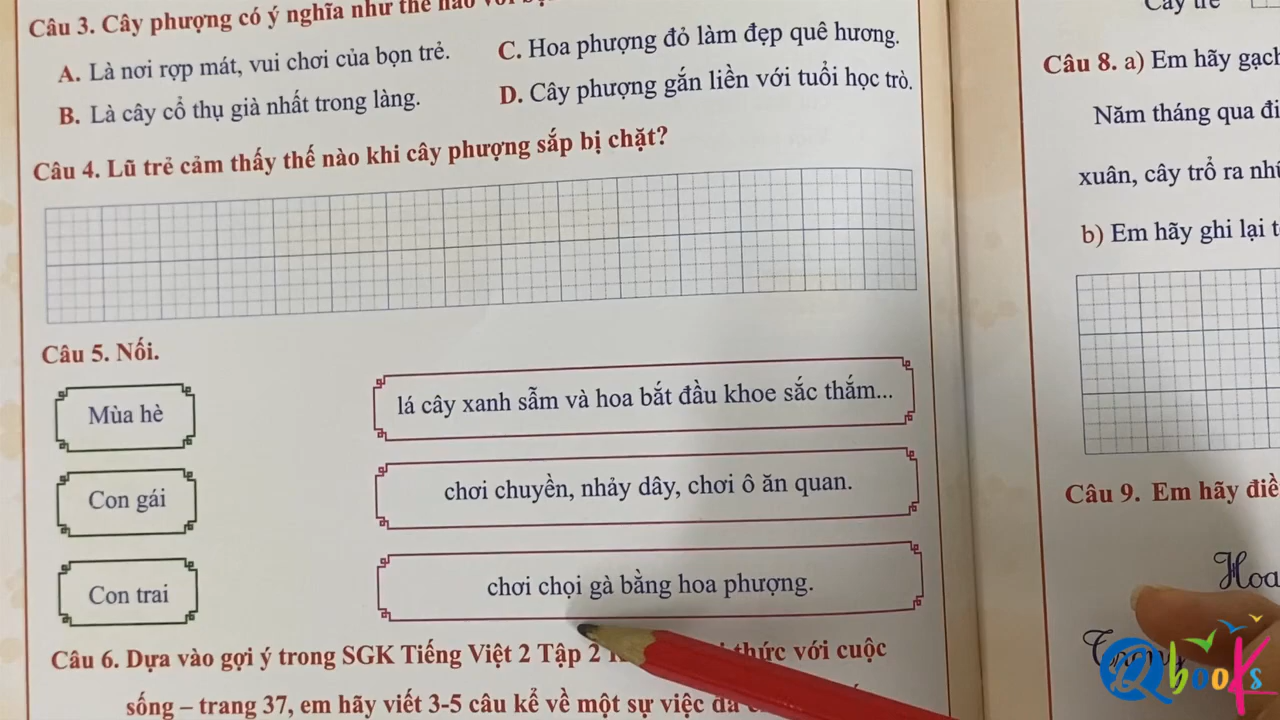 Câu 3. Cây phượng có ý nghĩa như thế nào với
A. Là nơi rợp mát, vui chơi của bọn trẻ.
C. Hoa phượng đỏ làm đẹp quê hương.
B. Là cây cổ thụ già nhất trong làng.
D. Cây phượng gắn liền với tuổi học trò.
Câu 4. Lũ trẻ cảm thấy thế nào khi cây phượng sắp bị chặt?
Câu 5. Nối.
Mùa hè
lá cây xanh sẫm và hoa bắt đầu khoe sắc thắm...
Con gái
chơi chuyền, nhảy dây, chơi ô ăn quan.
Con trai
chơi chọi gà bằng hoa phượng.
Câu 6. Dựa vào gợi ý trong SGK Tiếng Việt 2 Tập 2 thức với cuộc
sống – trang 37, em hãy viết 3-5 câu kể về một sự việc
Cây tre
Câu 8. a) Em hãy gạch
Năm tháng qua đi
xuân, cây trổ ra
b) Em hãy ghi lại
Câu 9. Em hãy
Hoa
Qbooks